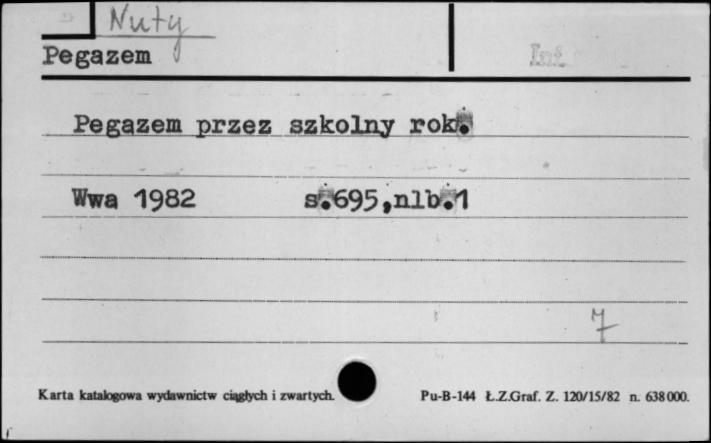 Nuty
Pegazem
Inf
Pegazem przez szkolny rok.
Wwa 1982 s.695,nlb.1
7
Karta katalogowa wydawnictw ciągłych i zwartych. Pu-B-144 Ł.Z.Graf. Z. 120/15/82 n. 638000.